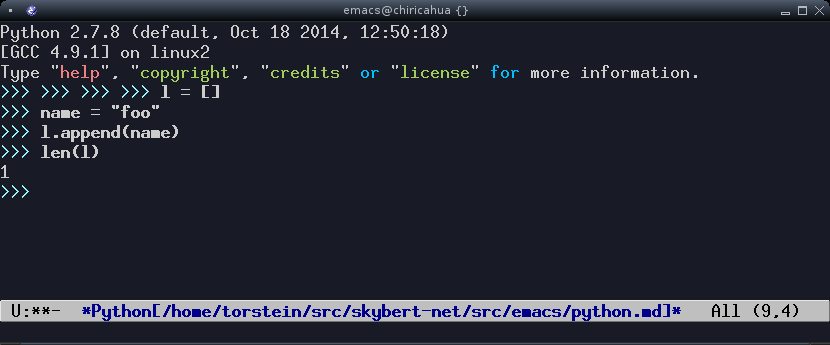 emacs@chiricahua {}
Python 2.7.8 (default, Oct 18 2014, 12:50:18)
[GCC 4.9.1] on linux2
Type "help", "copyright", "credits" or "license" for more information.
>>> >>> >>> >>> l = []
>>> name = "foo"
>>> l.append(name)
>>> len(l)
1
>>>
U:**-  *Python[/home/torstein/src/skybert-net/src/emacs/python.md]*   All (9,4)